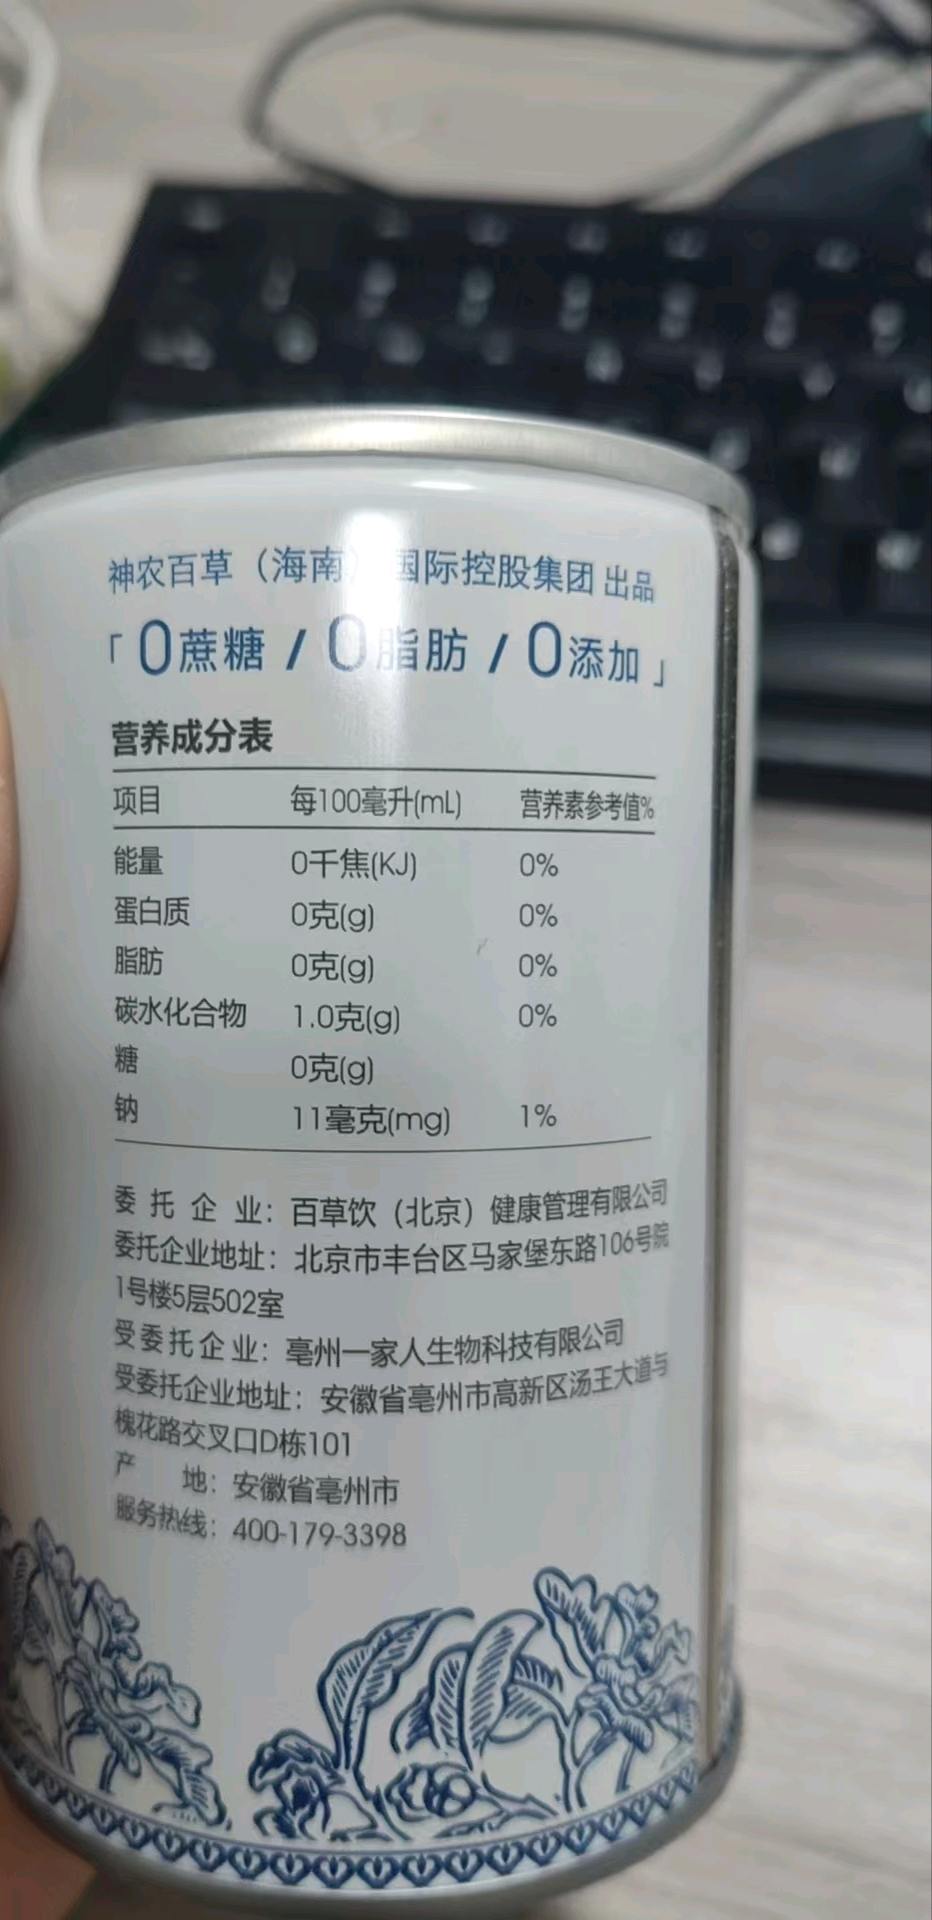 神农百草（海南）国际控股集团 出品
「0蔗糖 / 0脂肪 / 0添加」
营养成分表
项目 每100毫升(mL) 营养素参考值%
能量 0千焦(KJ) 0%
蛋白质 0克(g) 0%
脂肪 0克(g) 0%
碳水化合物 1.0克(g) 0%
糖 0克(g)
钠 11毫克(mg) 1%
委托企业：百草饮（北京）健康管理有限公司
委托企业地址：北京市丰台区马家堡东路106号院
1号楼5层502室
受委托企业：亳州一家人生物科技有限公司
受委托企业地址：安徽省亳州市高新区汤王大道与
槐花路交叉口D栋101
产 地：安徽省亳州市
服务热线：400-179-3398